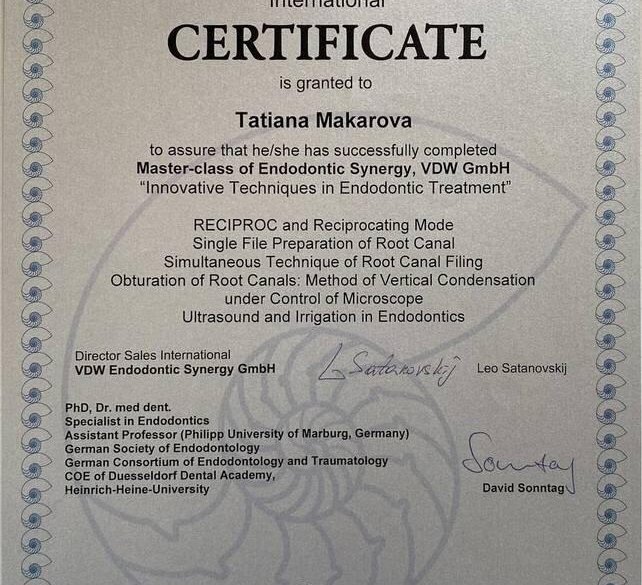 International
CERTIFICATE
is granted to
Tatiana Makarova
to assure that he/she has successfully completed
Master-class of Endodontic Synergy, VDW GmbH
“Innovative Techniques in Endodontic Treatment”
RECIPROC and Reciprocating Mode
Single File Preparation of Root Canal
Simultaneous Technique of Root Canal Filing
Obturation of Root Canals: Method of Vertical Condensation
under Control of Microscope
Ultrasound and Irrigation in Endodontics
Director Sales International
VDW Endodontic Synergy GmbH
L Satanovskij
Leo Satanovskij
PhD, Dr. med dent.
Specialist in Endodontics
Assistant Professor (Philipp University of Marburg, Germany)
German Society of Endodontology
German Consortium of Endodontology and Traumatology
COE of Duesseldorf Dental Academy,
Heinrich-Heine-University
Sonntag
David Sonntag